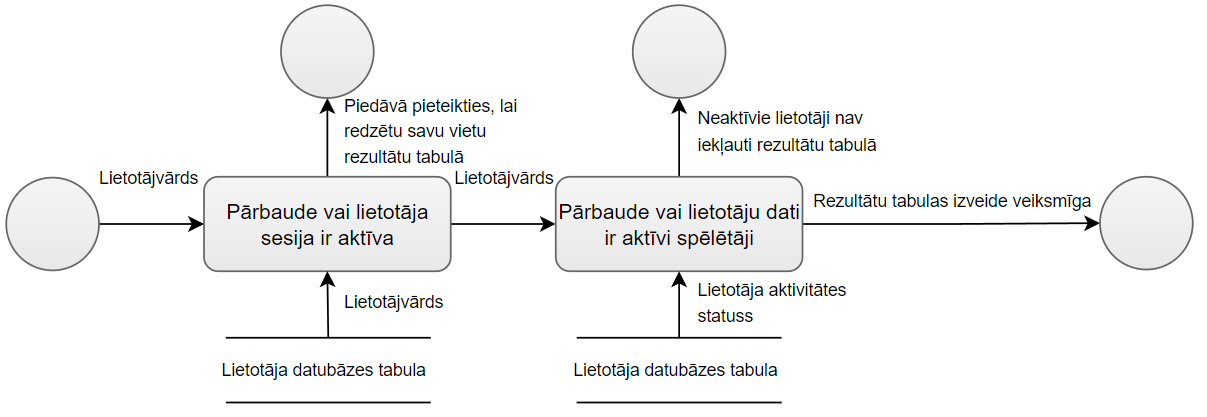 Piedāvā pieteikties, lai
redzētu savu vietu
rezultātu tabulā
Neaktīvie lietotāji nav
iekļauti rezultātu tabulā
Lietotājvārds
Lietotājvārds
Rezultātu tabulas izveide veiksmīga
Pārbaude vai lietotāja
sesija ir aktīva
Pārbaude vai lietotāju dati
ir aktīvi spēlētāji
Lietotājvārds
Lietotāja aktivitātes
statuss
Lietotāja datubāzes tabula
Lietotāja datubāzes tabula